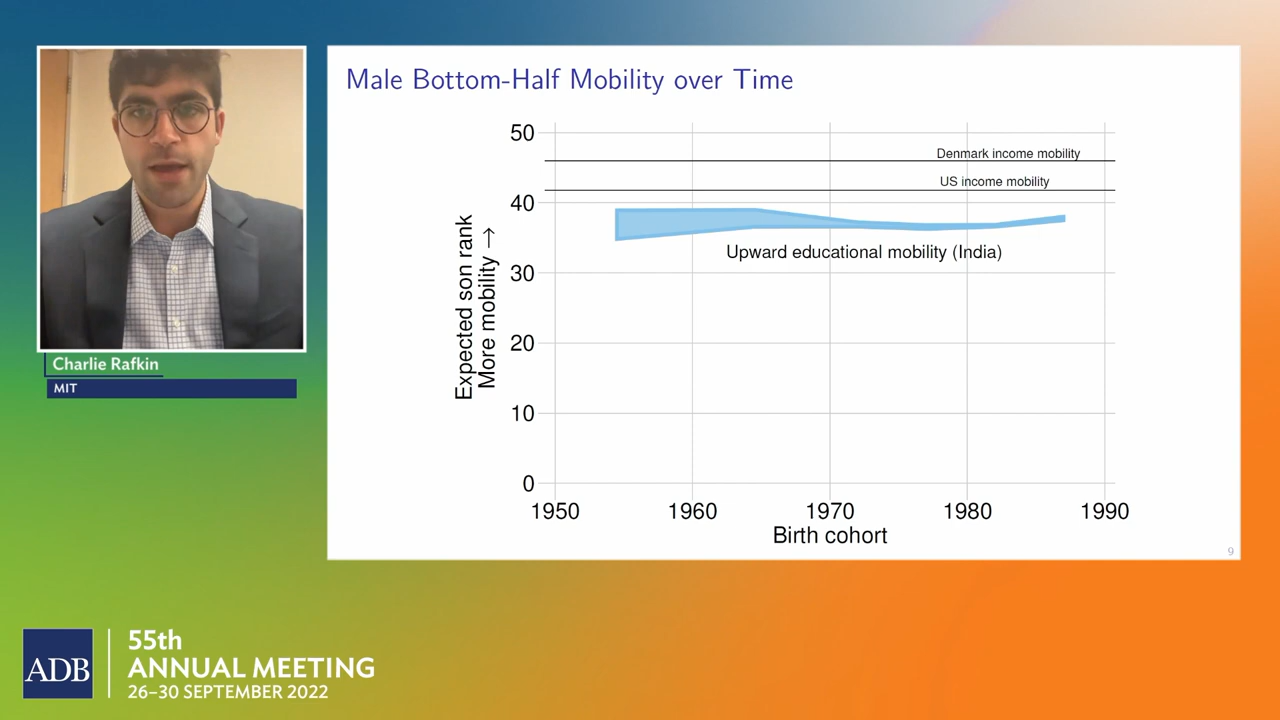 Charlie Rafkin
MIT
Male Bottom-Half Mobility over Time
50
40
30
20
10
0
Expected son rank
More mobility →
Denmark income mobility
US income mobility
Upward educational mobility (India)
1950 1960 1970 1980 1990
Birth cohort
9
ADB
55th
ANNUAL MEETING
26–30 SEPTEMBER 2022